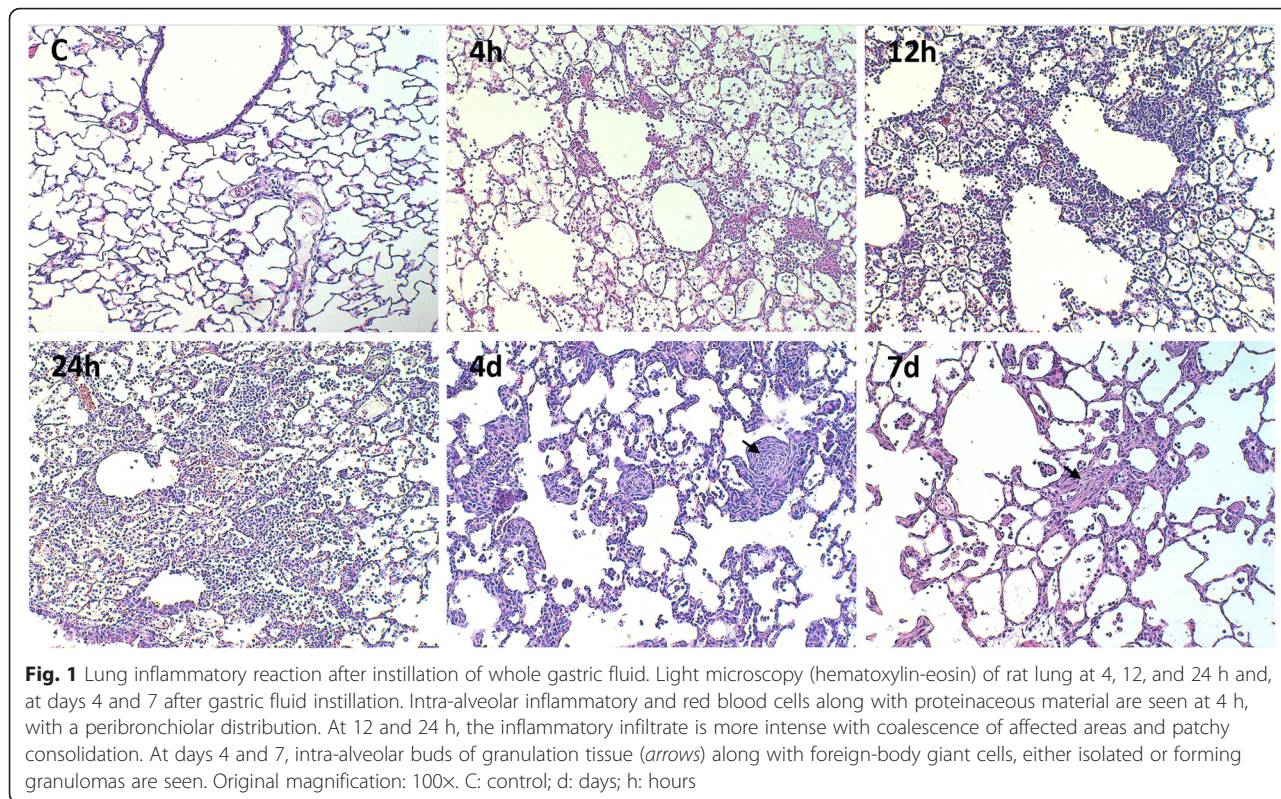 C
4h
12h
24h
4d
7d
Fig. 1 Lung inflammatory reaction after instillation of whole gastric fluid. Light microscopy (hematoxylin-eosin) of rat lung at 4, 12, and 24 h and,
at days 4 and 7 after gastric fluid instillation. Intra-alveolar inflammatory and red blood cells along with proteinaceous material are seen at 4 h,
with a peribronchiolar distribution. At 12 and 24 h, the inflammatory infiltrate is more intense with coalescence of affected areas and patchy
consolidation. At days 4 and 7, intra-alveolar buds of granulation tissue (arrows) along with foreign-body giant cells, either isolated or forming
granulomas are seen. Original magnification: 100×. C: control; d: days; h: hours